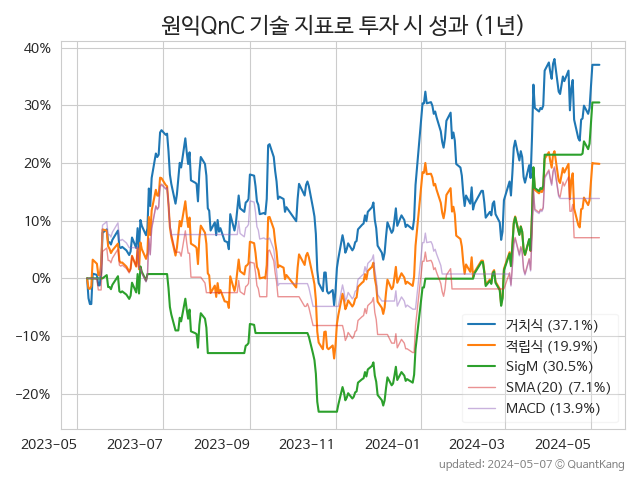 원익QnC 기술 지표로 투자 시 성과 (1년)
40%
30%
20%
10%
0%
−10%
−20%
거치식 (37.1%)
적립식 (19.9%)
SigM (30.5%)
SMA(20) (7.1%)
MACD (13.9%)
2023-05
2023-07
2023-09
2023-11
2024-01
2024-03
2024-05
updated: 2024-05-07 © QuantKang